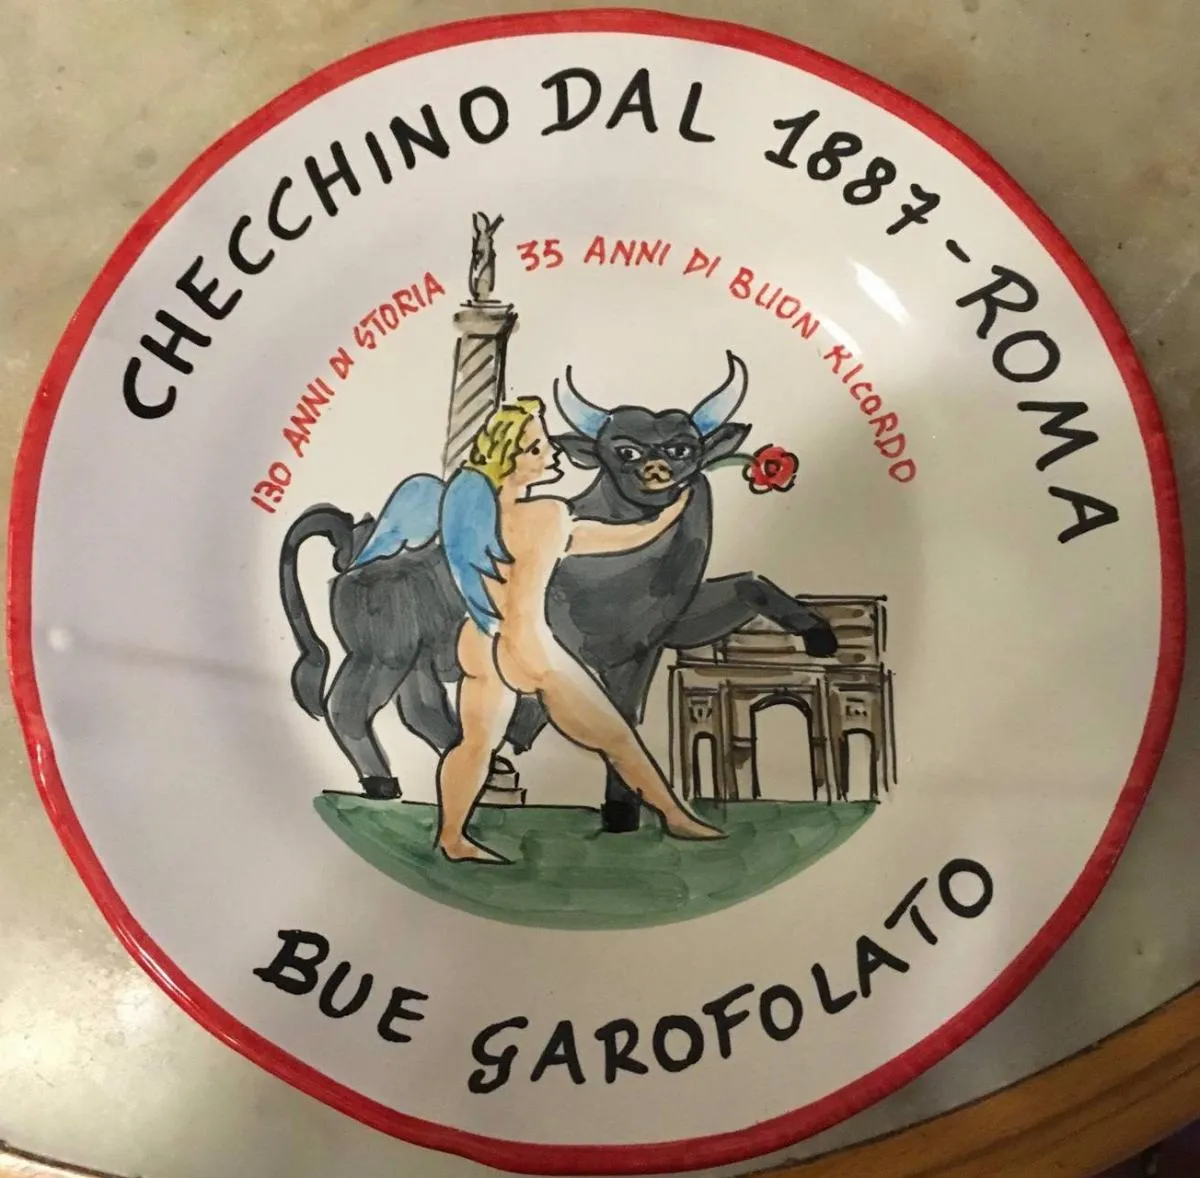 CHECCHINO DAL 1887 - ROMA
130 ANNI DI STORIA
35 ANNI DI BUON RICORDO
BUE GAROFOLATO